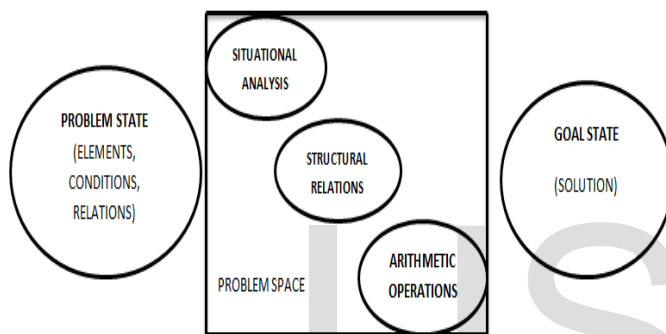 PROBLEM STATE
(ELEMENTS,
CONDITIONS,
RELATIONS)
SITUATIONAL
ANALYSIS
STRUCTURAL
RELATIONS
ARITHMETIC
OPERATIONS
PROBLEM SPACE
GOAL STATE
(SOLUTION)